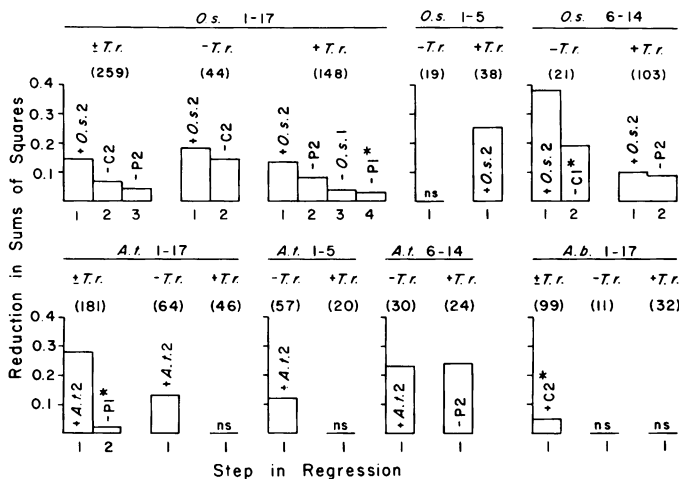 O.s. 1-17 O.s. 1-5 O.s. 6-14
± T.r. -T.r. +T.r. -T.r. +T.r. -T.r. +T.r.
(259) (44) (148) (19) (38) (21) (103)
0.4
0.3
0.2
0.1
+O.s.2 -C2 -P2
+O.s.2 -C2
+O.s.2 -P2 -O.s.1 -P1*
ns
+O.s.2
+O.s.2 -C1*
+O.s.2 -P2
1 2 3 1 2 1 2 3 4 1 1 1 2 1 2
Reduction in Sums of Squares
A.t. 1-17 A.t. 1-5 A.t. 6-14 A.b. 1-17
±T.r. -T.r. +T.r. -T.r. +T.r. -T.r. +T.r. ±T.r. -T.r. +T.r.
(181) (64) (46) (57) (20) (30) (24) (99) (11) (32)
0.4
0.3
0.2
0.1
+A.t.2 -P1*
+A.t.2
ns
+A.t.2
ns
+A.t.2
-P2
+C2*
ns
ns
1 2 1 1 1 1 1 1 1 1 1
Step in Regression